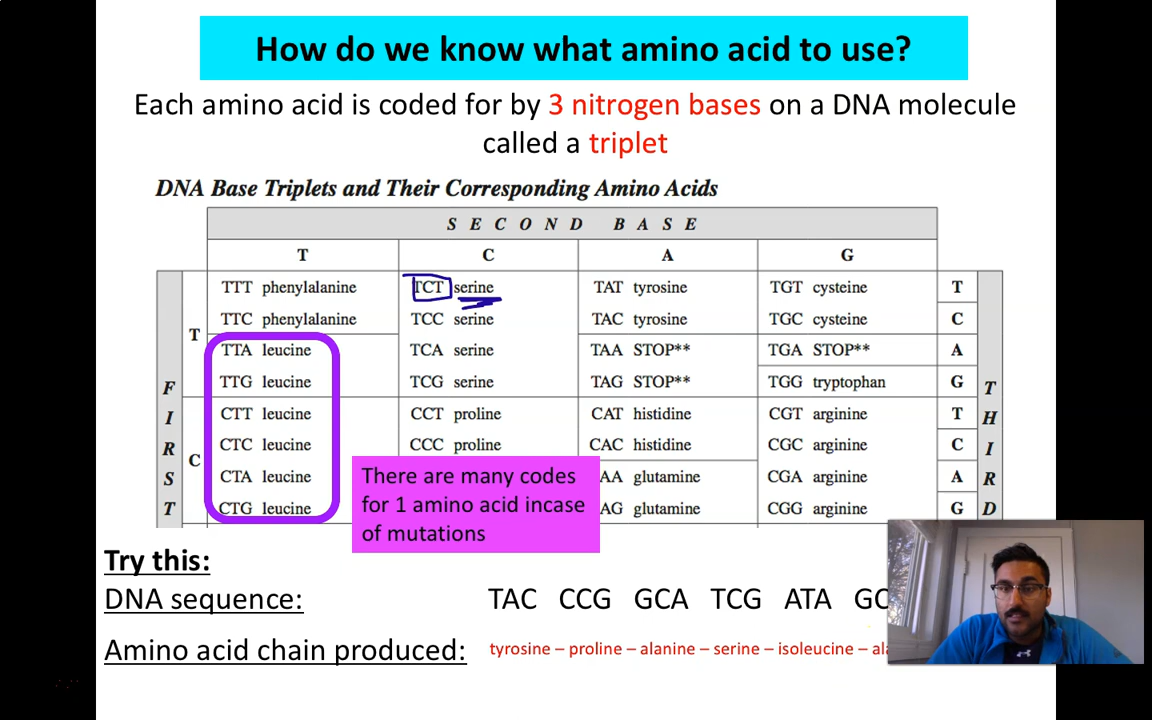 How do we know what amino acid to use?
Each amino acid is coded for by 3 nitrogen bases on a DNA molecule
called a triplet
DNA Base Triplets and Their Corresponding Amino Acids
SECOND BASE
T C A G
TTT phenylalanine TCT serine TAT tyrosine TGT cysteine T
TTC phenylalanine TCC serine TAC tyrosine TGC cysteine C
T
TTA leucine TCA serine TAA STOP** TGA STOP** A
TTG leucine TCG serine TAG STOP** TGG tryptophan G
CTT leucine CCT proline CAT histidine CGT arginine T
CTC leucine CCC proline CAC histidine CGC arginine C
C
CTA leucine AA glutamine CGA arginine A
CTG leucine AG glutamine CGG arginine G
FIRST
THIRD
There are many codes
for 1 amino acid incase
of mutations
Try this:
DNA sequence: TAC CCG GCA TCG ATA GC
Amino acid chain produced: tyrosine – proline – alanine – serine – isoleucine – ala